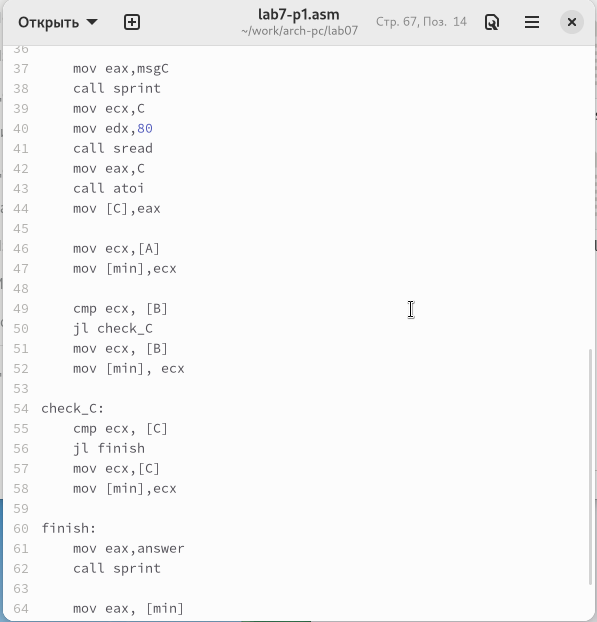 Открыть
lab7-p1.asm
~/work/arch-pc/lab07
Стр. 67, Поз. 14
36
37 mov eax,msgC
38 call sprint
39 mov ecx,C
40 mov edx,80
41 call sread
42 mov eax,C
43 call atoi
44 mov [C],eax
45
46 mov ecx,[A]
47 mov [min],ecx
48
49 cmp ecx, [B]
50 jl check_C
51 mov ecx, [B]
52 mov [min], ecx
53
54 check_C:
55 cmp ecx, [C]
56 jl finish
57 mov ecx,[C]
58 mov [min],ecx
59
60 finish:
61 mov eax,answer
62 call sprint
63
64 mov eax, [min]